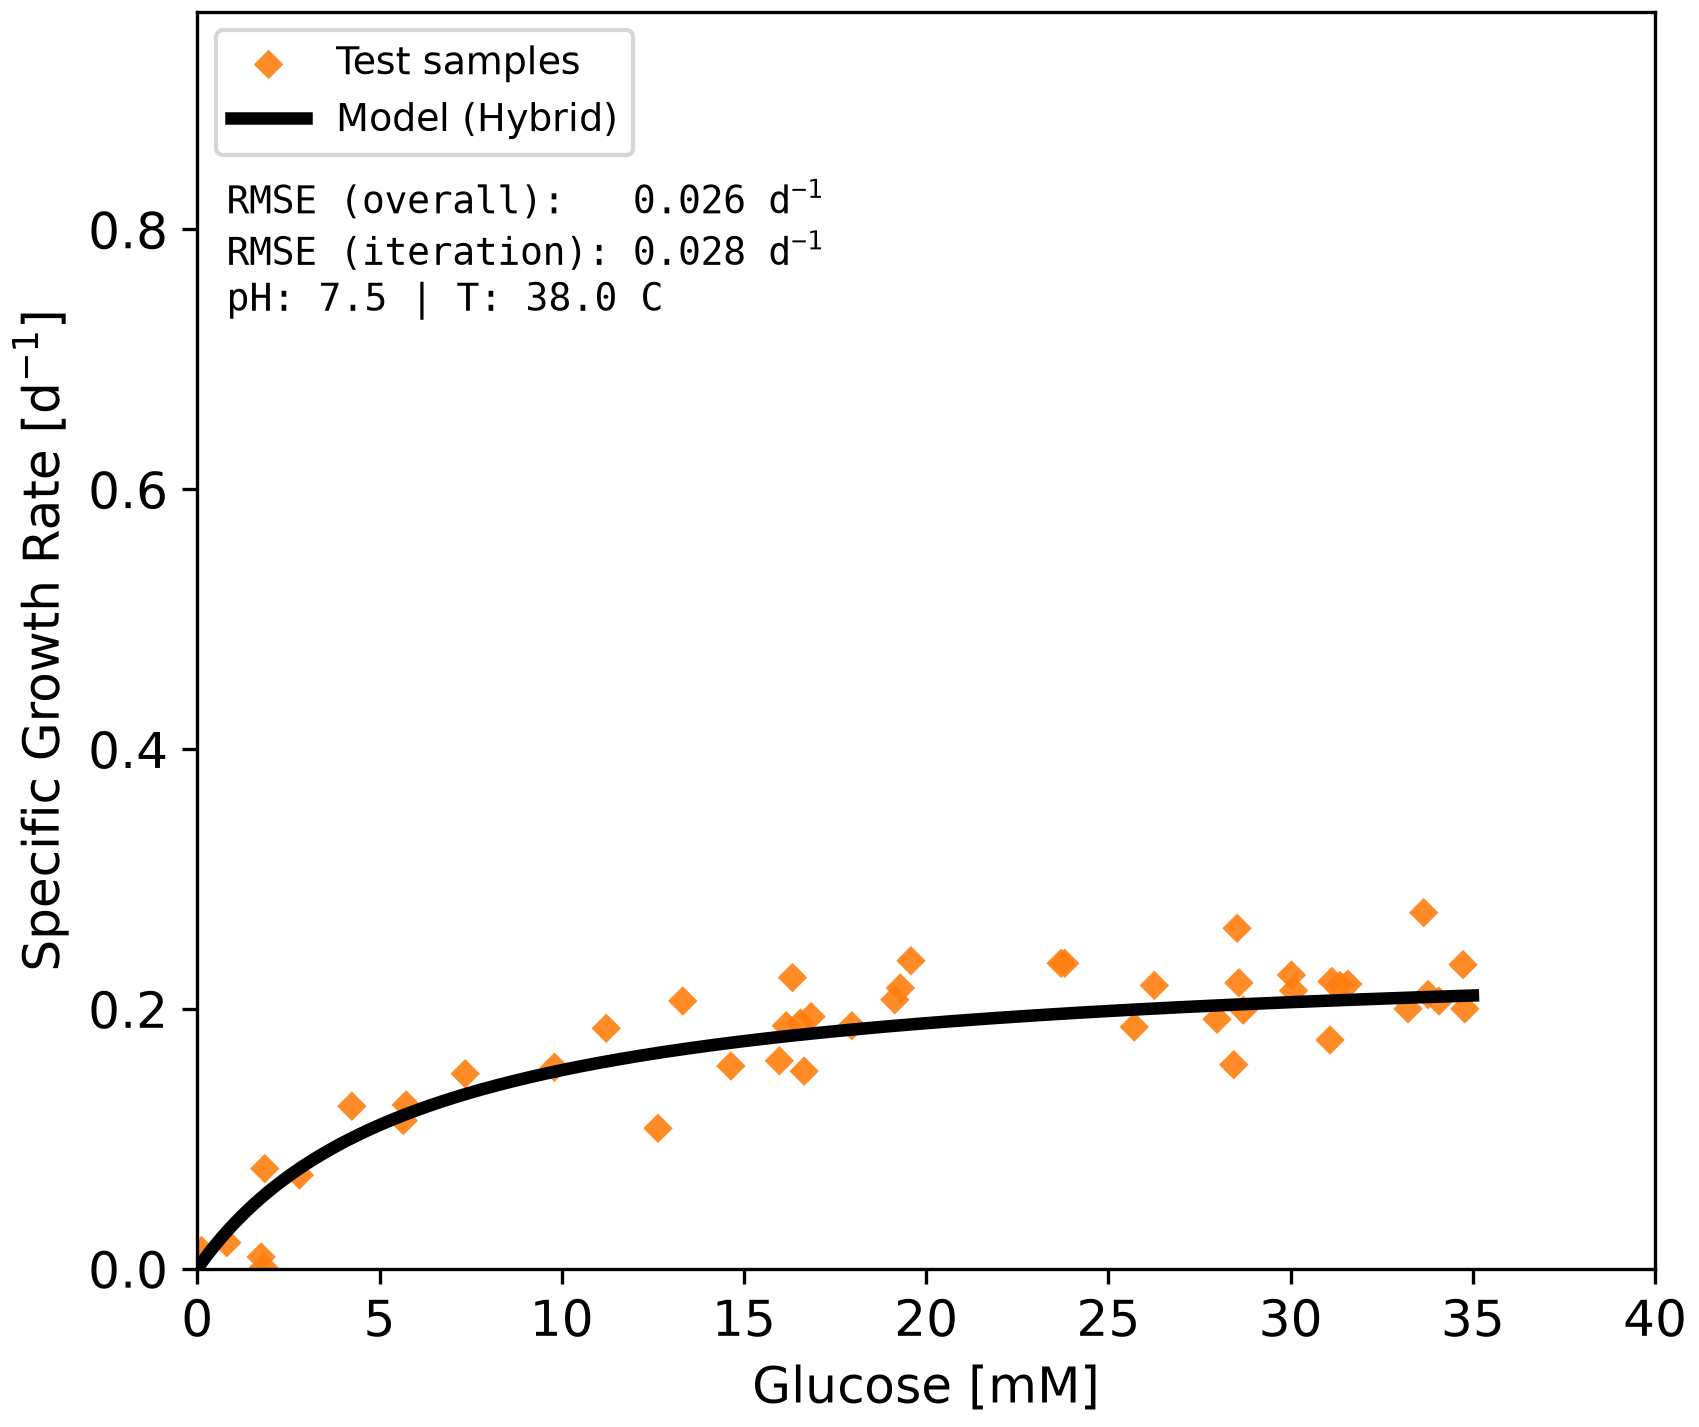 Test samples
Model (Hybrid)
RMSE (overall):   0.026 d⁻¹
RMSE (iteration): 0.028 d⁻¹
pH: 7.5 | T: 38.0 C
Specific Growth Rate [d⁻¹]
0.8
0.6
0.4
0.2
0.0
0 5 10 15 20 25 30 35 40
Glucose [mM]